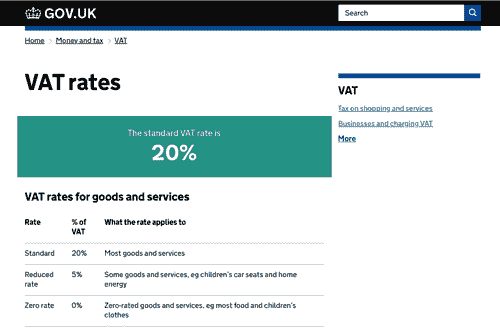 GOV.UK
Search
Home > Money and tax > VAT
VAT rates
The standard VAT rate is
20%
VAT rates for goods and services
Rate % of VAT What the rate applies to
Standard 20% Most goods and services
Reduced rate 5% Some goods and services, eg children's car seats and home energy
Zero rate 0% Zero-rated goods and services, eg most food and children's clothes
VAT
Tax on shopping and services
Businesses and charging VAT
More